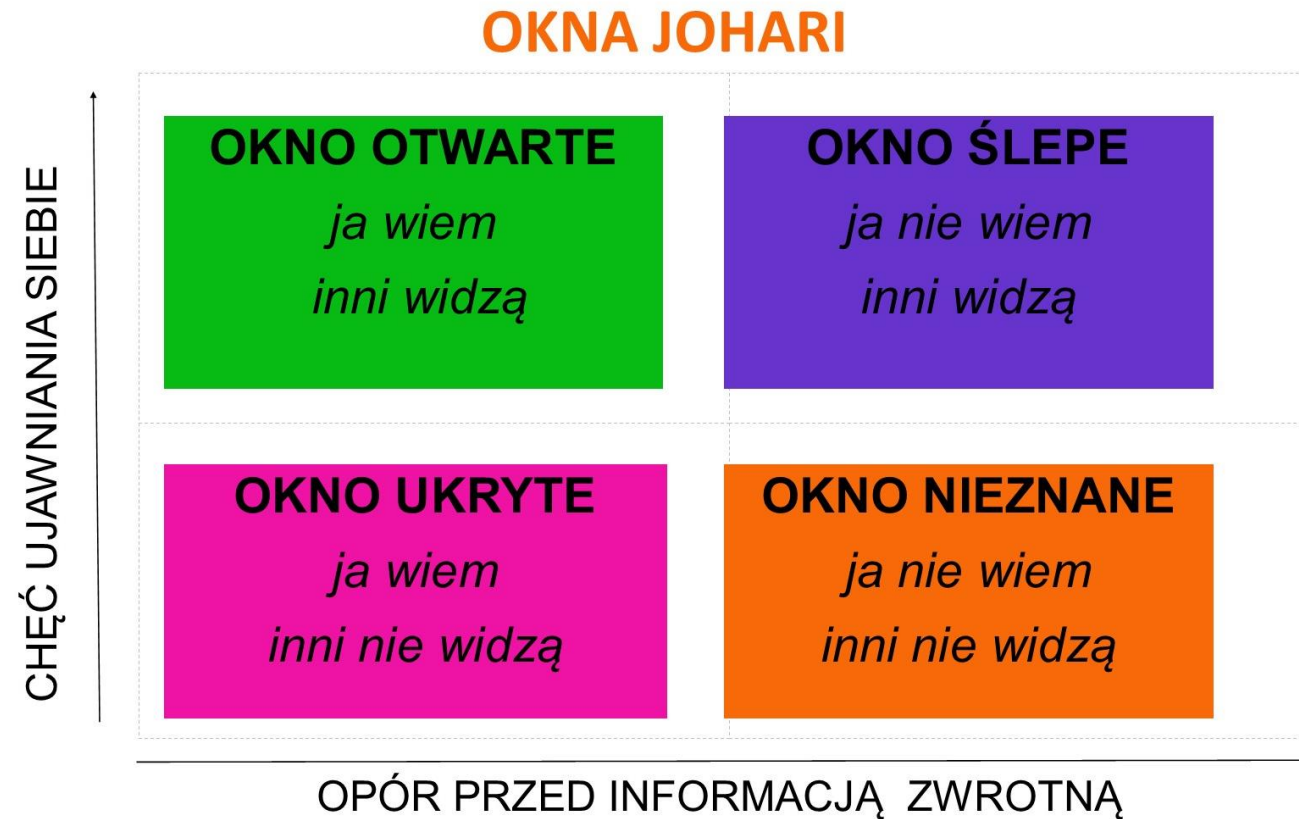 OKNA JOHARI
CHĘĆ UJAWNIANIA SIEBIE
OKNO OTWARTE
ja wiem
inni widzą
OKNO ŚLEPE
ja nie wiem
inni widzą
OKNO UKRYTE
ja wiem
inni nie widzą
OKNO NIEZNANE
ja nie wiem
inni nie widzą
OPÓR PRZED INFORMACJĄ ZWROTNĄ